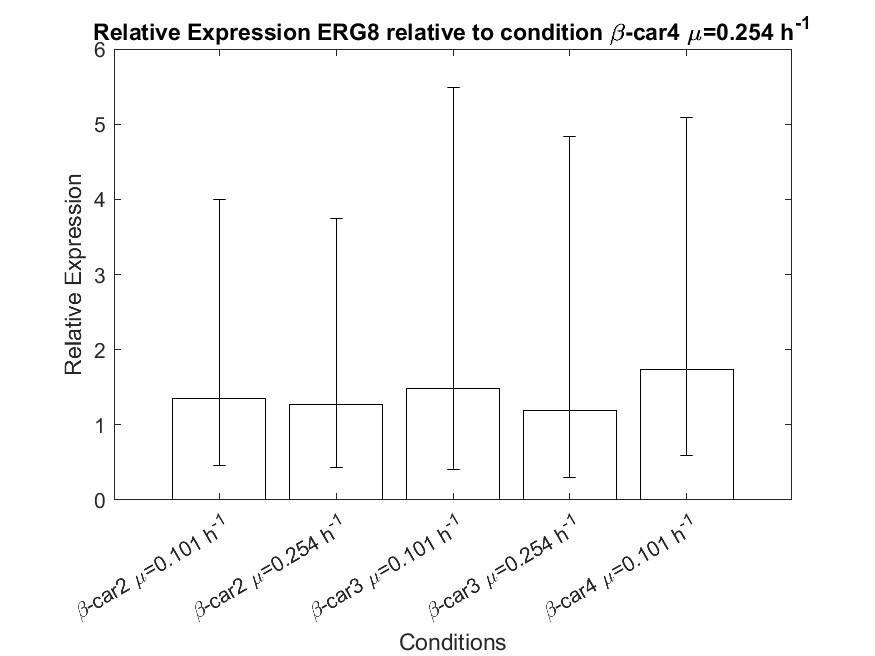 Relative Expression ERG8 relative to condition β-car4 μ=0.254 h⁻¹
6
5
4
3
2
1
0
Relative Expression
β-car2 μ=0.101 h⁻¹
β-car2 μ=0.254 h⁻¹
β-car3 μ=0.101 h⁻¹
β-car3 μ=0.254 h⁻¹
β-car4 μ=0.101 h⁻¹
Conditions